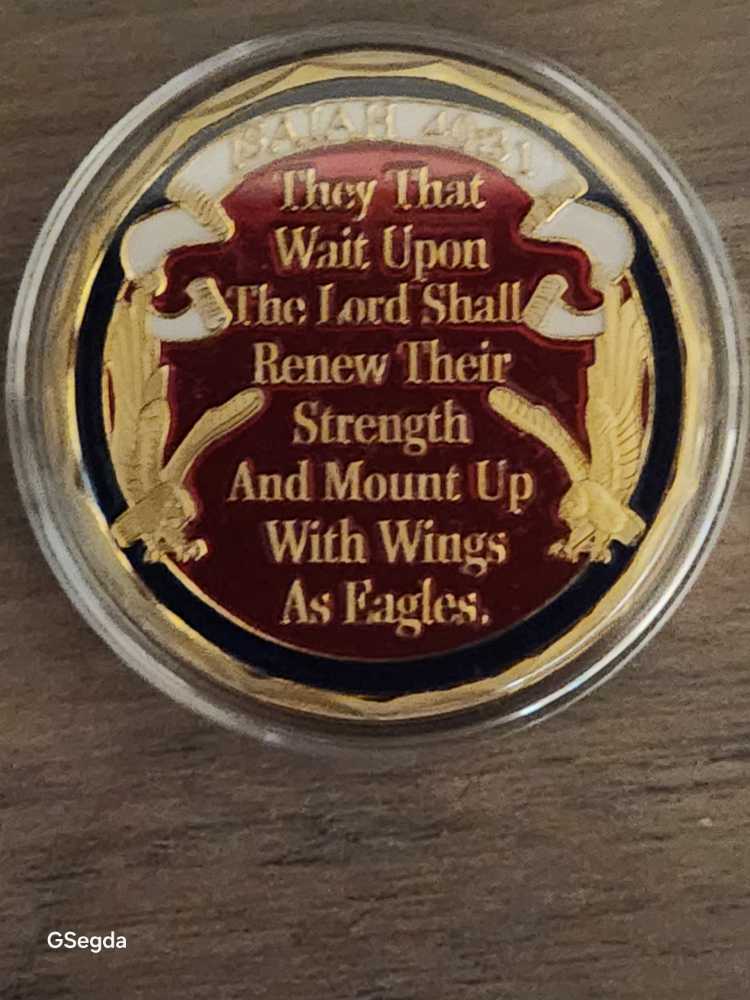 ISAIAH 40:31
They That
Wait Upon
The Lord Shall
Renew Their
Strength
And Mount Up
With Wings
As Eagles.
GSegda